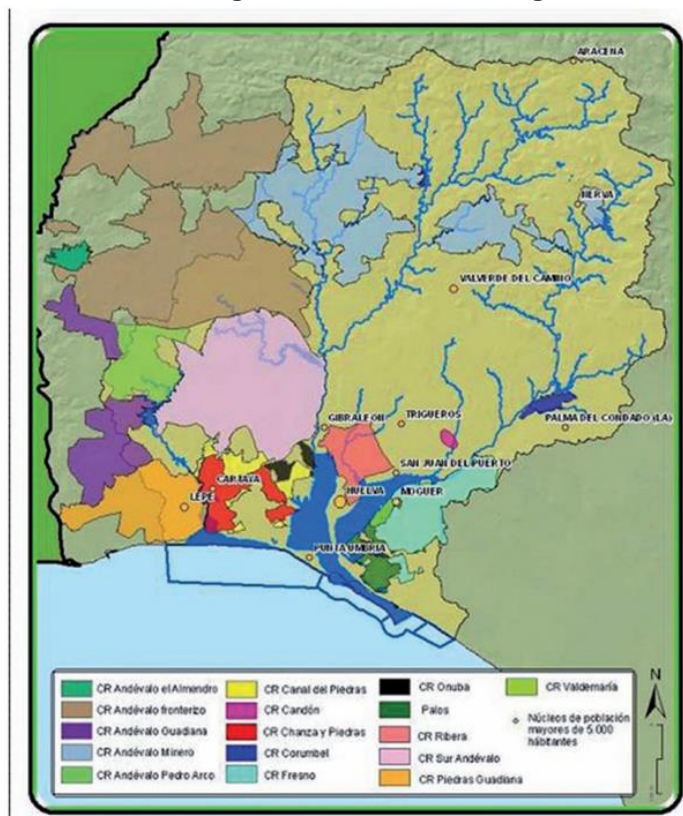 ARACENA
NERVA
VALVERDE DEL CAMINO
GIBRALEON
TRIGUEROS
PALMA DEL CONDADO (LA)
SAN JUAN DEL PUERTO
CARTAYA
LEPE
HUELVA
MOGUER
PUNTA UMBRIA
CR Andévalo el Almendro
CR Andévalo fronterizo
CR Andévalo Guadiana
CR Andévalo Minero
CR Andévalo Pedro Arco
CR Canal del Piedras
CR Candón
CR Chanza y Piedras
CR Corumbel
CR Fresno
CR Onuba
Palos
CR Ribera
CR Sur Andévalo
CR Piedras Guadiana
CR Valdemaría
Núcleos de población
mayores de 5.000
hábitantes
N